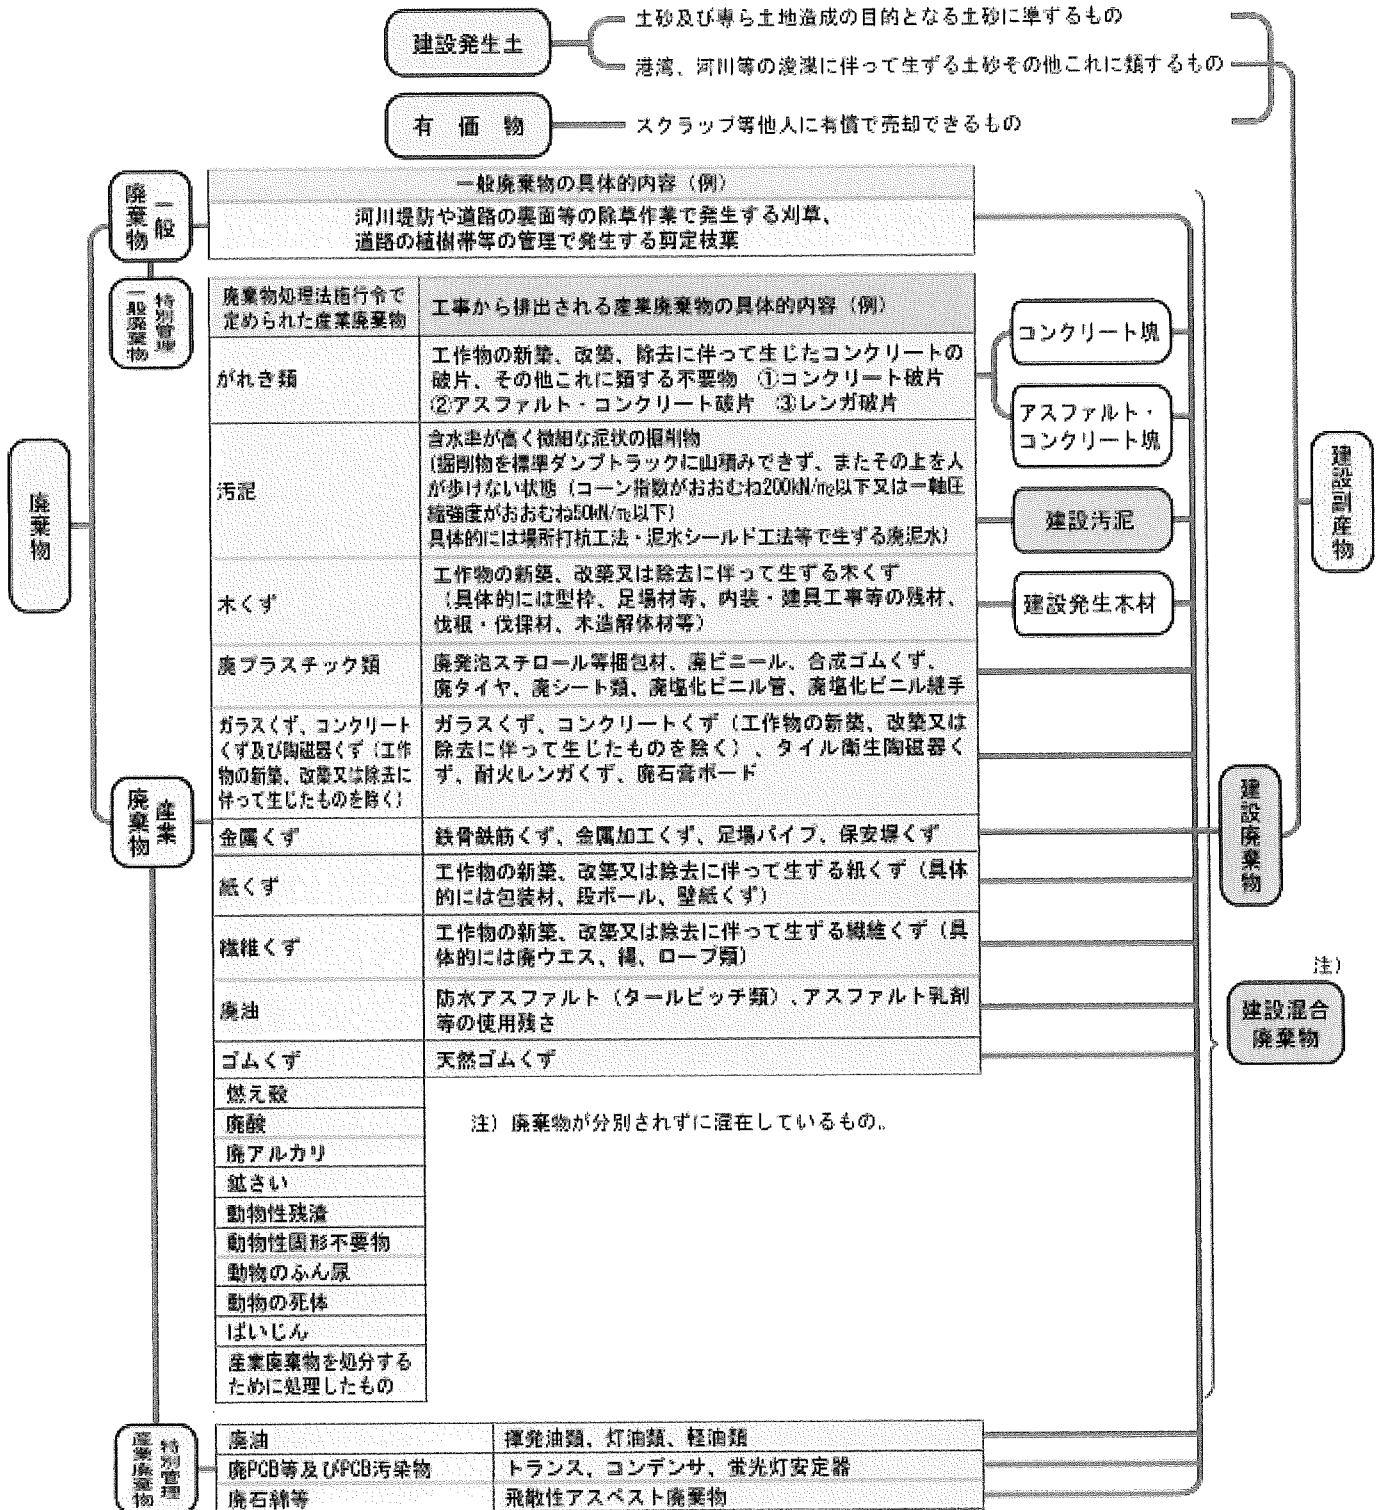 建設発生土
土砂及び専ら土地造成の目的となる土砂に準ずるもの
港湾、河川等の浚渫に伴って生ずる土砂その他これに類するもの
有価物
スクラップ等他人に有償で売却できるもの
一般
廃棄物
一般廃棄物の具体的内容（例）
河川堤防や道路の裏面等の除草作業で発生する刈草、
道路の植樹帯等の管理で発生する剪定枝葉
特別管理
一般廃棄物
廃棄物処理法施行令で
定められた産業廃棄物
工事から排出される産業廃棄物の具体的内容（例）
がれき類
工作物の新築、改築、除去に伴って生じたコンクリートの
破片、その他これに類する不要物　①コンクリート破片
②アスファルト・コンクリート破片　③レンガ破片
コンクリート塊
アスファルト・
コンクリート塊
汚泥
含水率が高く微細な泥状の掘削物
（掘削物を標準ダンプトラックに山積みできず、またその上を人
が歩けない状態（コーン指数がおおむね200kN/㎡以下又は一軸圧
縮強度がおおむね50kN/㎡以下）
具体的には場所打杭工法・泥水シールド工法等で生ずる廃泥水）
建設汚泥
木くず
工作物の新築、改築又は除去に伴って生ずる木くず
（具体的には型枠、足場材等、内装・建具工事等の残材、
伐根・伐採材、木造解体材等）
建設発生木材
廃プラスチック類
廃発泡スチロール等梱包材、廃ビニール、合成ゴムくず、
廃タイヤ、廃シート類、廃塩化ビニル管、廃塩化ビニル継手
ガラスくず、コンクリート
くず及び陶磁器くず（工作
物の新築、改築又は除去に
伴って生じたものを除く）
ガラスくず、コンクリートくず（工作物の新築、改築又は
除去に伴って生じたものを除く）、タイル衛生陶磁器く
ず、耐火レンガくず、廃石膏ボード
金属くず
鉄骨鉄筋くず、金属加工くず、足場パイプ、保安塀くず
紙くず
工作物の新築、改築又は除去に伴って生ずる紙くず（具体
的には包装材、段ボール、壁紙くず）
繊維くず
工作物の新築、改築又は除去に伴って生ずる繊維くず（具
体的には廃ウエス、縄、ロープ類）
廃油
防水アスファルト（タールピッチ類）、アスファルト乳剤
等の使用残さ
ゴムくず
天然ゴムくず
燃え殻
廃酸
廃アルカリ
鉱さい
動物性残渣
動物性固形不要物
動物のふん尿
動物の死体
ばいじん
産業廃棄物を処分する
ために処理したもの
注）廃棄物が分別されずに混在しているもの。
廃棄物
産業
廃棄物
特別管理
産業廃棄物
廃油
揮発油類、灯油類、軽油類
廃PCB等及びPCB汚染物
トランス、コンデンサ、蛍光灯安定器
廃石綿等
飛散性アスベスト廃棄物
建設副産物
建設廃棄物
注）
建設混合
廃棄物